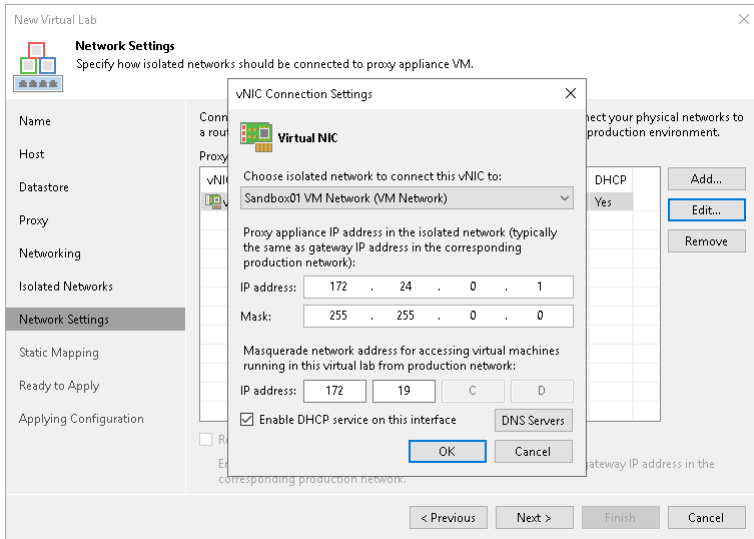 New Virtual Lab
Network Settings
Specify how isolated networks should be connected to proxy appliance VM.
Name
Host
Datastore
Proxy
Networking
Isolated Networks
Network Settings
Static Mapping
Ready to Apply
Applying Configuration
nect your physical networks to
a rout
production environment.
Proxy
DHCP
Yes
Add...
Edit...
Remove
vNIC Connection Settings
Virtual NIC
Choose isolated network to connect this vNIC to:
Sandbox01 VM Network (VM Network)
Proxy appliance IP address in the isolated network (typically
the same as gateway IP address in the corresponding
production network):
IP address: 172 . 24 . 0 . 1
Mask: 255 . 255 . 0 . 0
Masquerade network address for accessing virtual machines
running in this virtual lab from production network:
IP address: 172 19 C D
Enable DHCP service on this interface
DNS Servers
OK Cancel
ateway IP address in the
corresponding production network.
< Previous Next > Finish Cancel